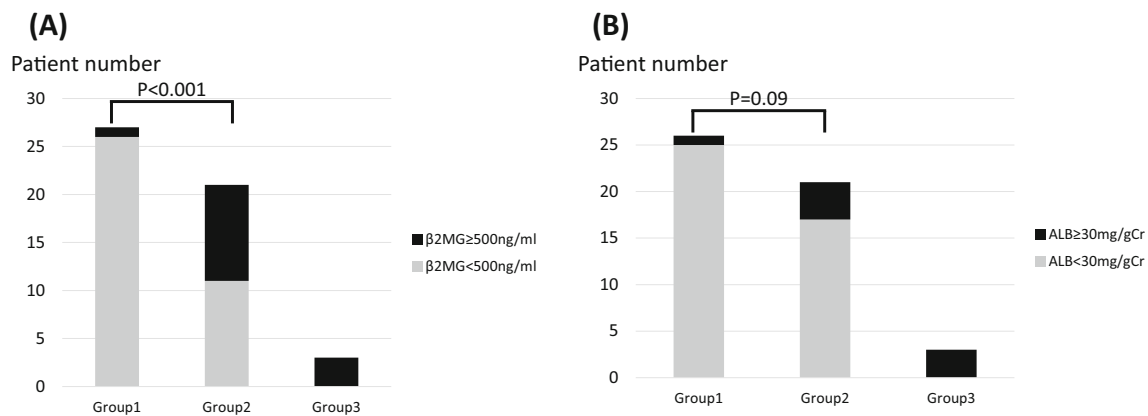 (A)
Patient number
P<0.001
30
25
20
15
10
5
0
Group1 Group2 Group3
β2MG≥500ng/ml
β2MG<500ng/ml
(B)
Patient number
P=0.09
30
25
20
15
10
5
0
Group1 Group2 Group3
ALB≥30mg/gCr
ALB<30mg/gCr